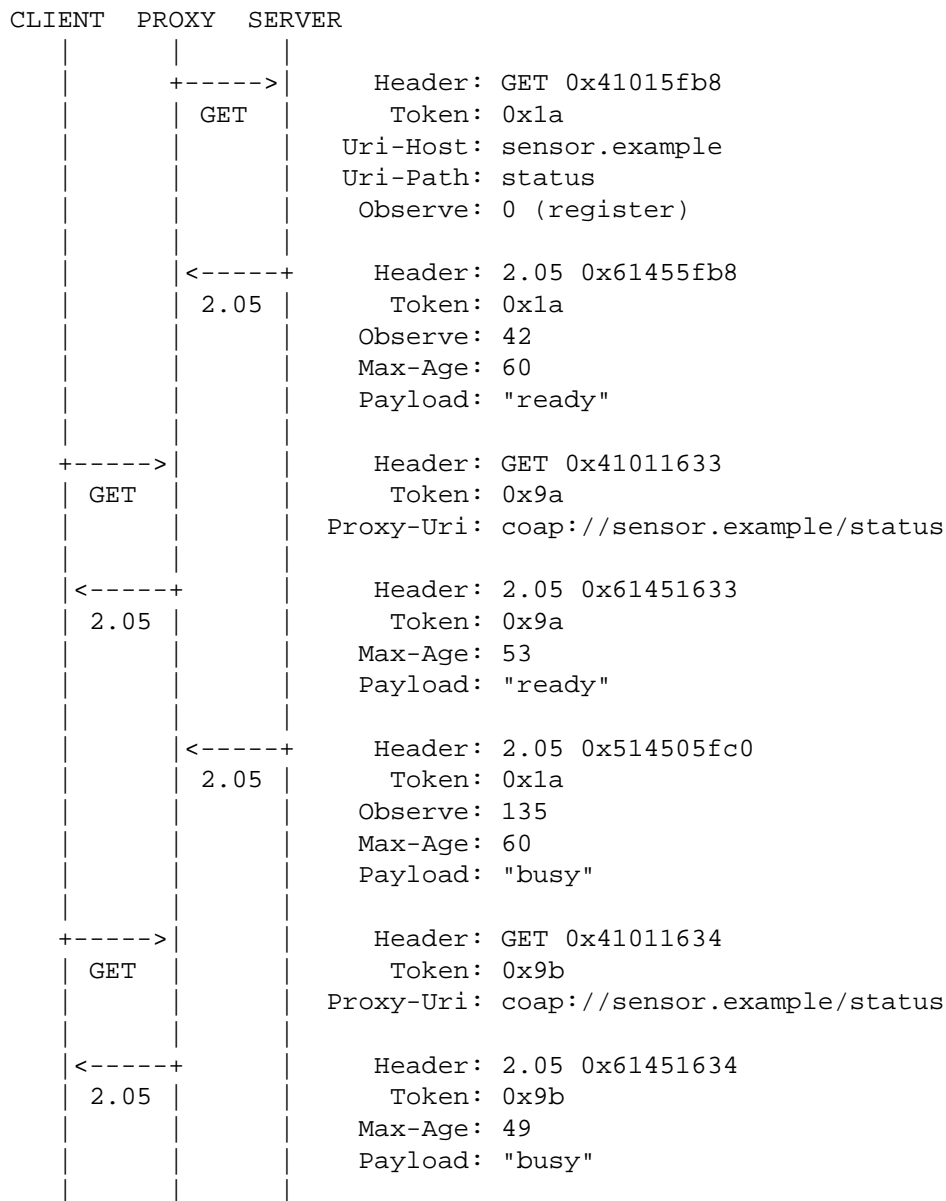 CLIENT PROXY SERVER
Header: GET 0x41015fb8
GET Token: 0x1a
Uri-Host: sensor.example
Uri-Path: status
Observe: 0 (register)
Header: 2.05 0x61455fb8
2.05 Token: 0x1a
Observe: 42
Max-Age: 60
Payload: "ready"
Header: GET 0x41011633
GET Token: 0x9a
Proxy-Uri: coap://sensor.example/status
Header: 2.05 0x61451633
2.05 Token: 0x9a
Max-Age: 53
Payload: "ready"
Header: 2.05 0x514505fc0
2.05 Token: 0x1a
Observe: 135
Max-Age: 60
Payload: "busy"
Header: GET 0x41011634
GET Token: 0x9b
Proxy-Uri: coap://sensor.example/status
Header: 2.05 0x61451634
2.05 Token: 0x9b
Max-Age: 49
Payload: "busy"